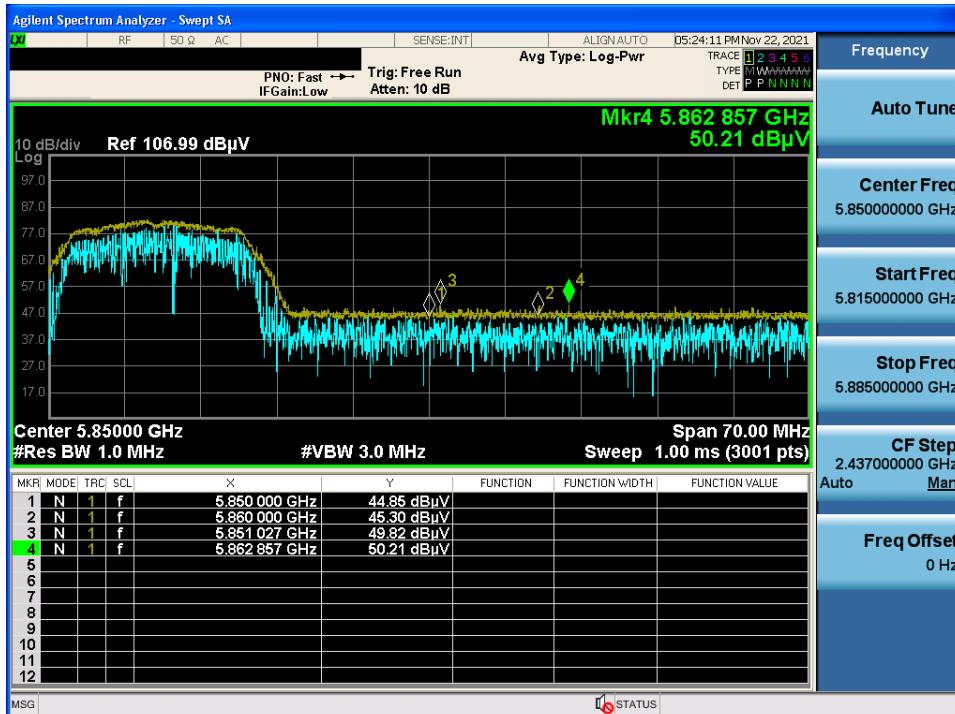 Agilent Spectrum Analyzer - Swept SA
LXI RF 50 Ω AC SENSE:INT ALIGN AUTO 05:24:11 PM Nov 22, 2021
Frequency
Avg Type: Log-Pwr TRACE 1 2 3 4 5 6
PNO: Fast Trig: Free Run TYPE M W W W W W
IFGain:Low Atten: 10 dB DET P P N N N N
Auto Tune
Mkr4 5.862 857 GHz
50.21 dBµV
10 dB/div Ref 106.99 dBµV
Log
97.0
87.0
77.0
67.0
57.0
47.0
37.0
27.0
17.0
1
3
2
4
Center Freq
5.850000000 GHz
Start Freq
5.815000000 GHz
Stop Freq
5.885000000 GHz
Center 5.85000 GHz Span 70.00 MHz
#Res BW 1.0 MHz #VBW 3.0 MHz Sweep 1.00 ms (3001 pts)
CF Step
2.437000000 GHz
Auto Man
Freq Offset
0 Hz
MKR MODE TRC SCL X Y FUNCTION FUNCTION WIDTH FUNCTION VALUE
1 N 1 f 5.850 000 GHz 44.85 dBµV
2 N 1 f 5.860 000 GHz 45.30 dBµV
3 N 1 f 5.851 027 GHz 49.82 dBµV
4 N 1 f 5.862 857 GHz 50.21 dBµV
5
6
7
8
9
10
11
12
MSG STATUS